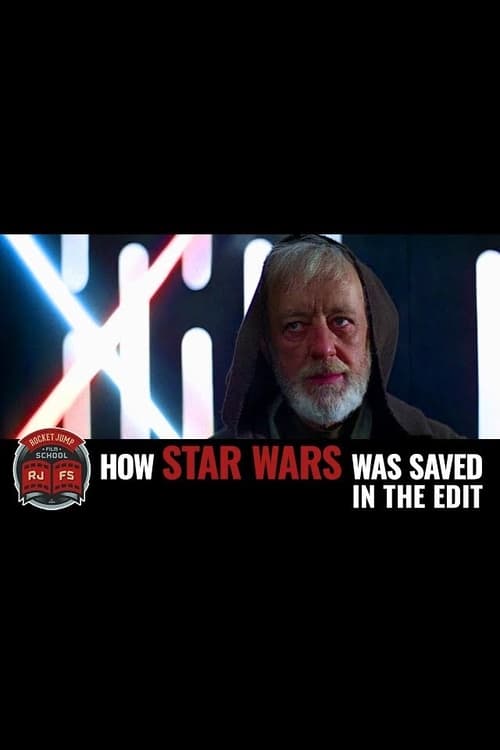 ROCKET JUMP
FILM
SCHOOL
RJ FS
HOW STAR WARS WAS SAVED
IN THE EDIT